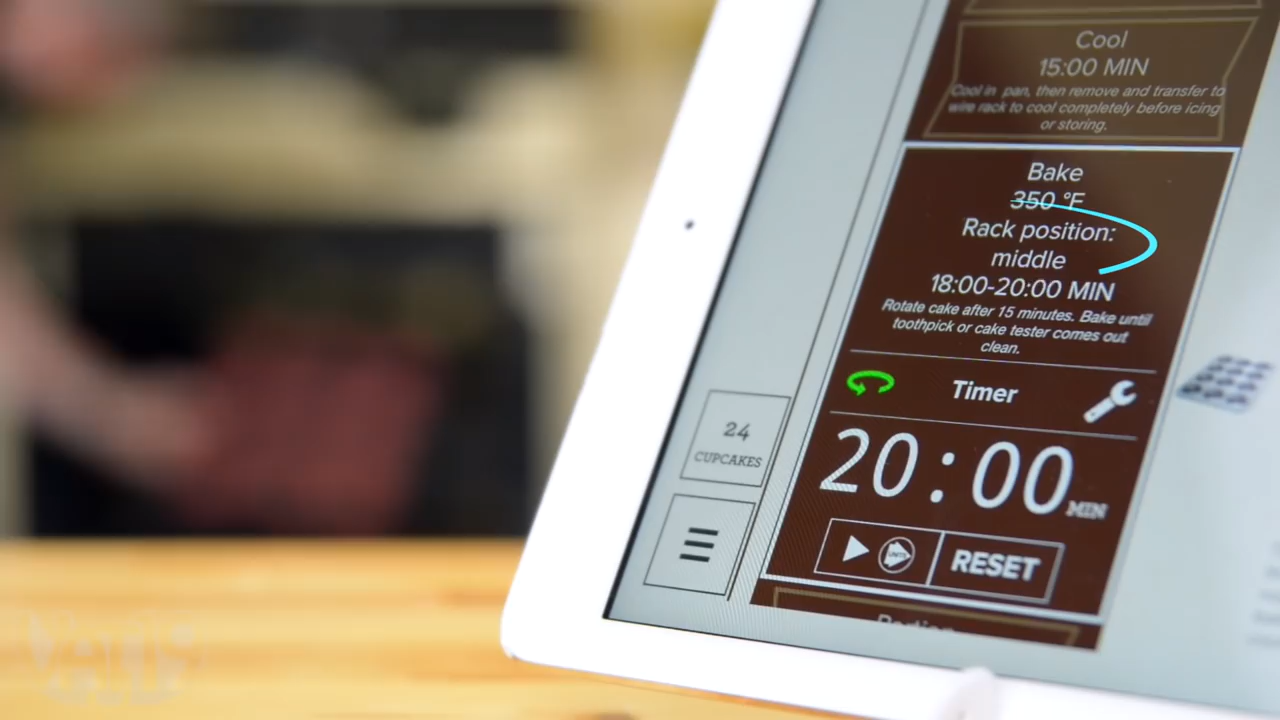 Cool
15:00 MIN
Cool in pan, then remove and transfer to
wire rack to cool completely before icing
or storing.
Bake
350 °F
Rack position:
middle
18:00-20:00 MIN
Rotate cake after 15 minutes. Bake until
toothpick or cake tester comes out
clean.
Timer
20:00 MIN
RESET
24
CUPCAKES